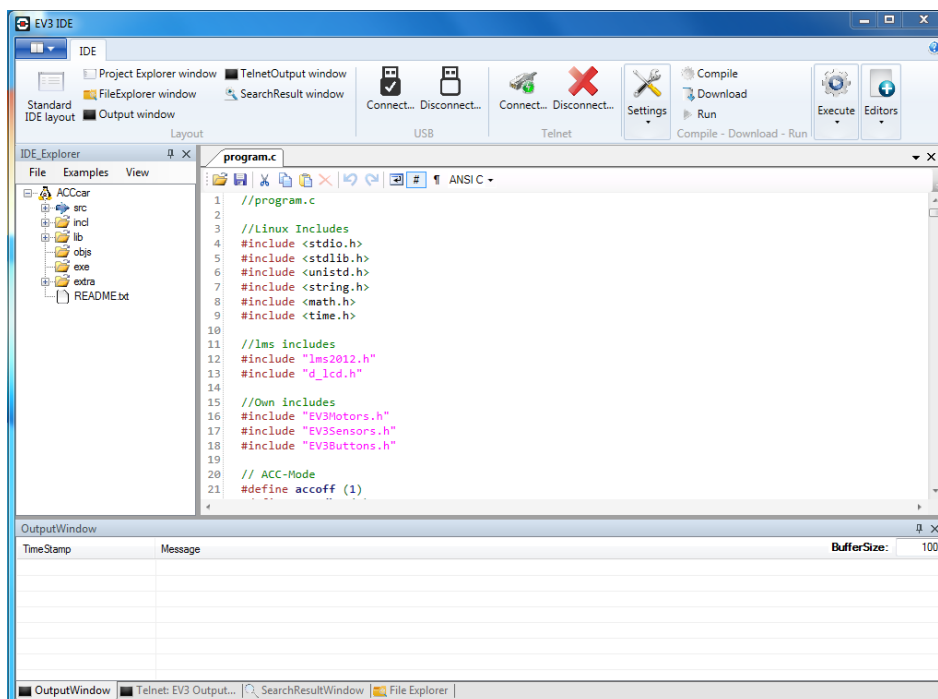 EV3 IDE
IDE
Project Explorer window
TelnetOutput window
FileExplorer window
SearchResult window
Standard
IDE layout
Output window
Layout
Connect... Disconnect...
USB
Connect... Disconnect...
Telnet
Settings
Compile
Download
Run
Compile - Download - Run
Execute
Editors
IDE_Explorer
File Examples View
ACCcar
src
incl
lib
objs
exe
extra
README.txt
program.c
# ¶ ANSI C
1 //program.c
2
3 //Linux Includes
4 #include <stdio.h>
5 #include <stdlib.h>
6 #include <unistd.h>
7 #include <string.h>
8 #include <math.h>
9 #include <time.h>
10
11 //lms includes
12 #include "lms2012.h"
13 #include "d_lcd.h"
14
15 //Own includes
16 #include "EV3Motors.h"
17 #include "EV3Sensors.h"
18 #include "EV3Buttons.h"
19
20 // ACC-Mode
21 #define accoff (1)
OutputWindow
TimeStamp Message BufferSize: 100
OutputWindow Telnet: EV3 Output... SearchResultWindow File Explorer